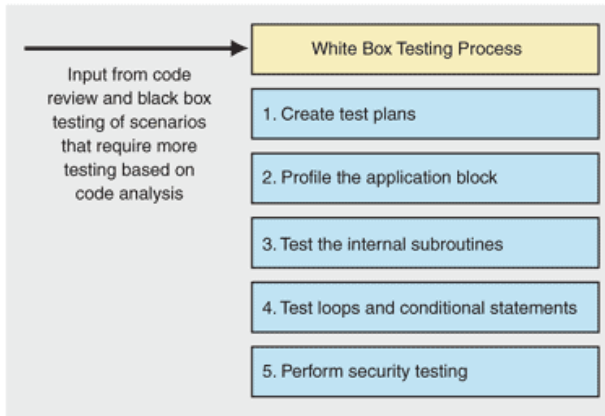 White Box Testing Process
Input from code
review and black box
testing of scenarios
that require more
testing based on
code analysis
1. Create test plans
2. Profile the application block
3. Test the internal subroutines
4. Test loops and conditional statements
5. Perform security testing